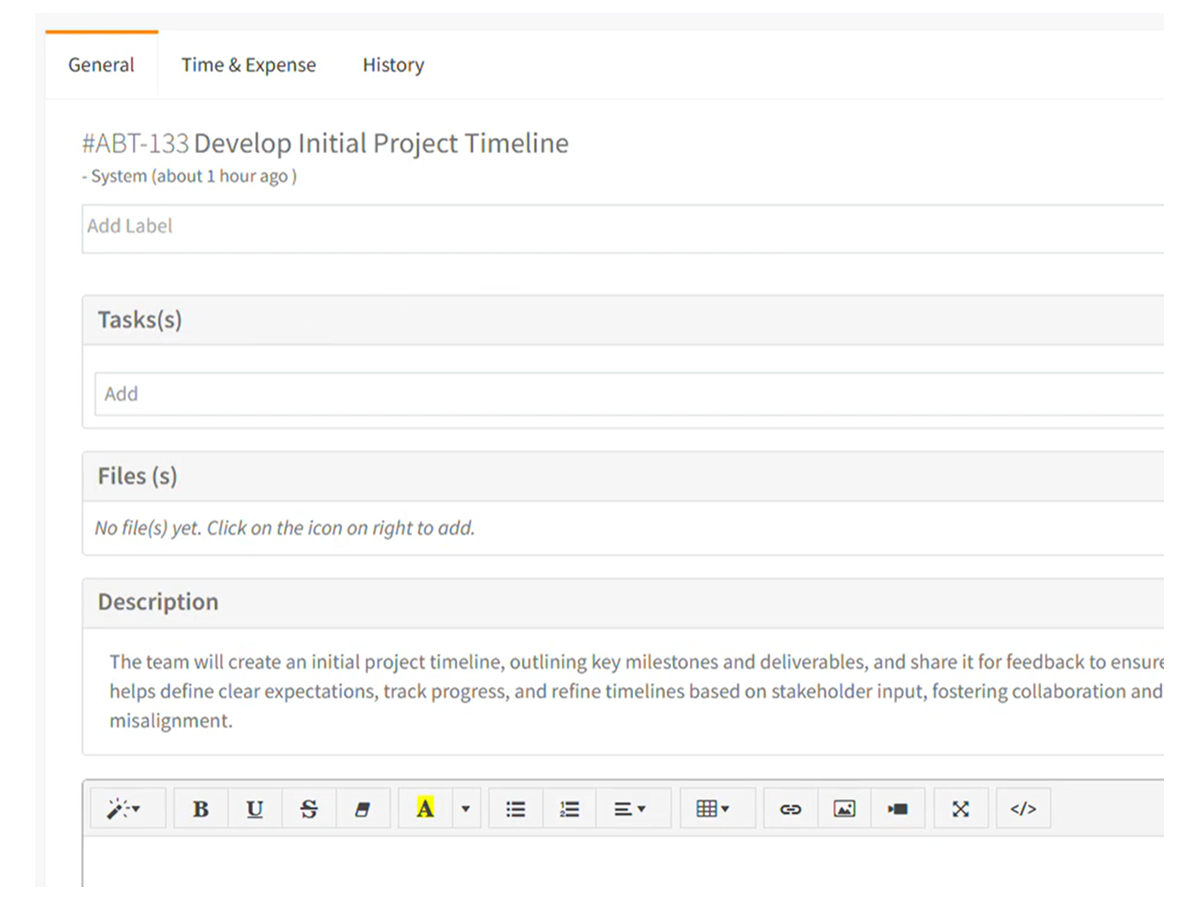 General Time & Expense History
#ABT-133 Develop Initial Project Timeline
- System (about 1 hour ago )
Add Label
Tasks(s)
Add
Files (s)
No file(s) yet. Click on the icon on right to add.
Description
The team will create an initial project timeline, outlining key milestones and deliverables, and share it for feedback to ensure
helps define clear expectations, track progress, and refine timelines based on stakeholder input, fostering collaboration and
misalignment.
B U S A </>